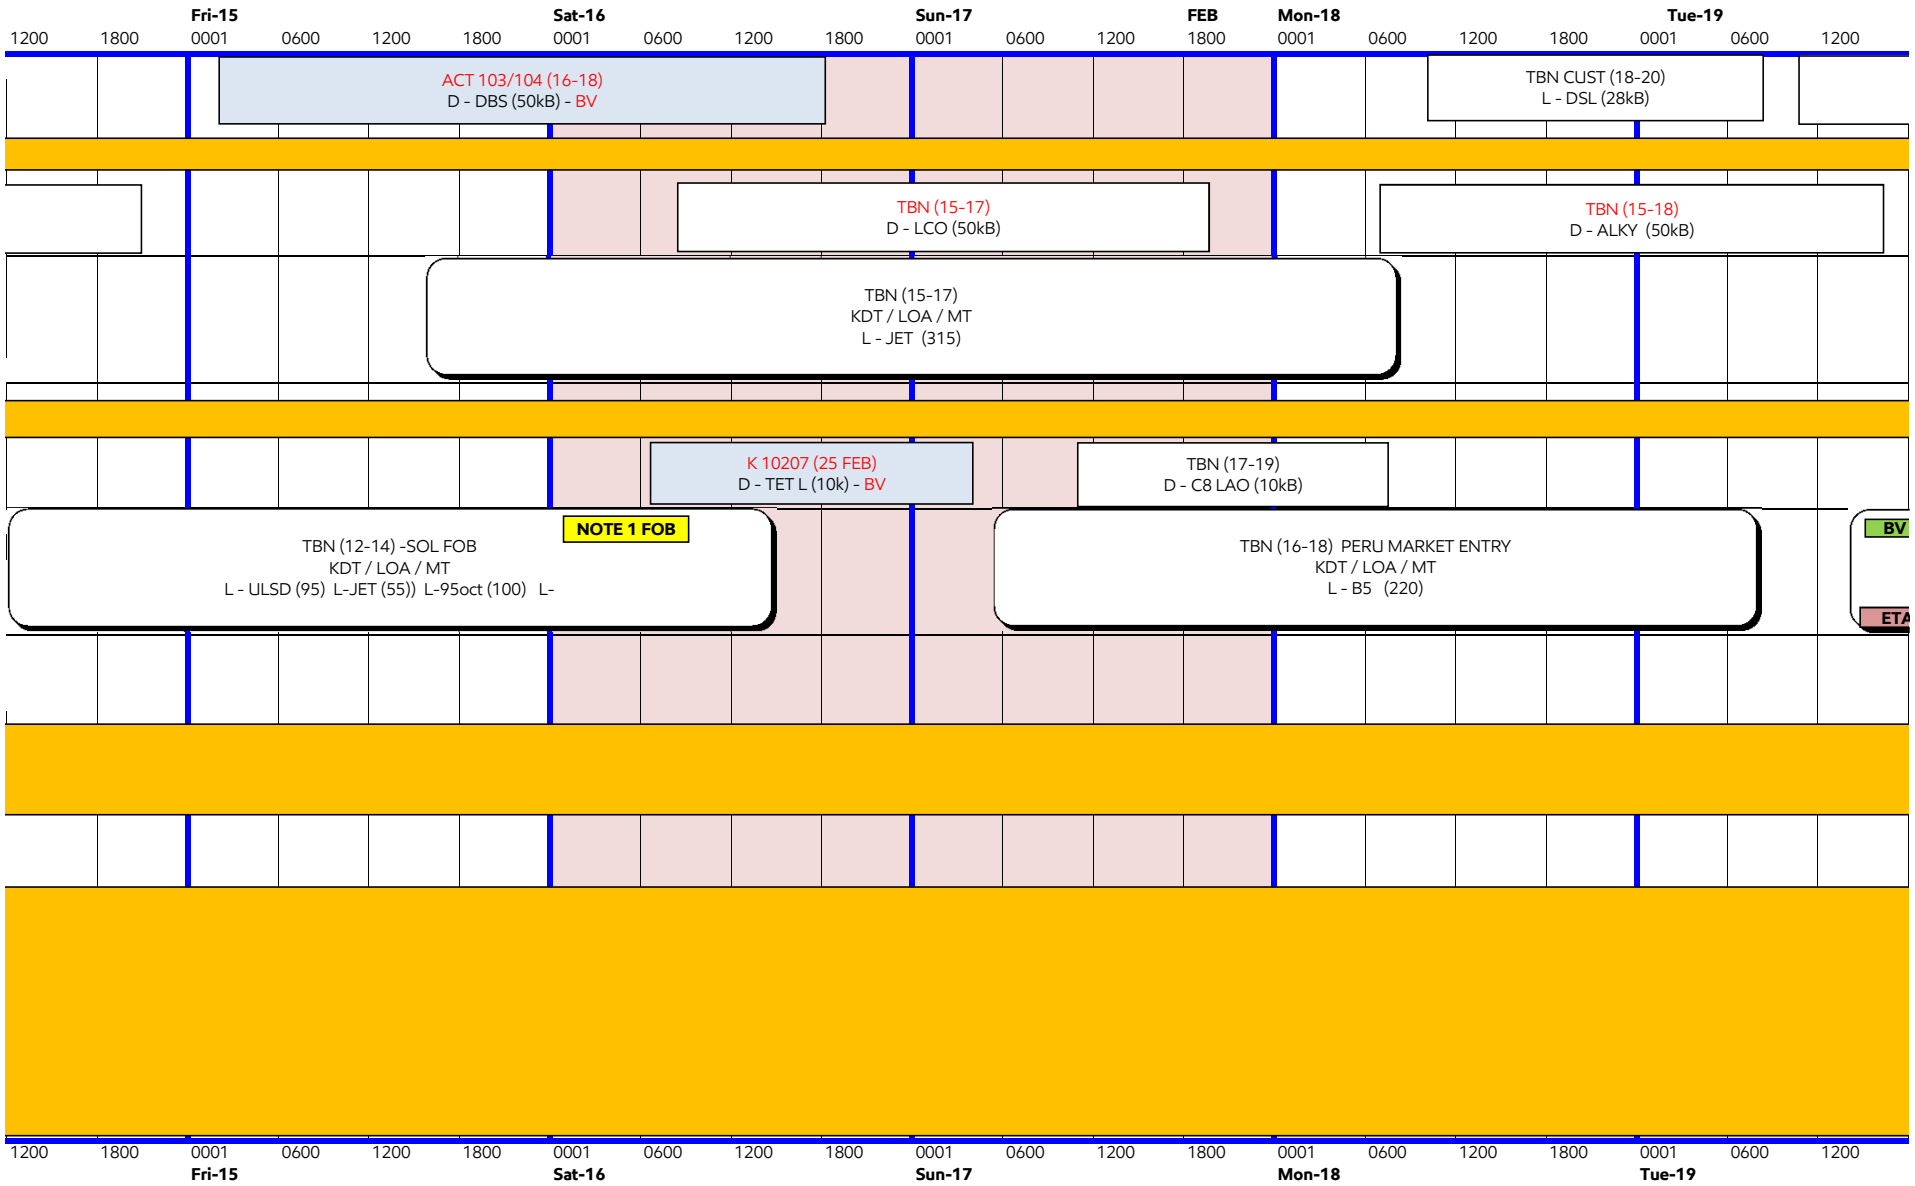 Fri-15 Sat-16 Sun-17 FEB Mon-18 Tue-19
1200 1800 0001 0600 1200 1800 0001 0600 1200 1800 0001 0600 1200 1800 0001 0600 1200 1800 0001 0600 1200
ACT 103/104 (16-18)
D - DBS (50kB) - BV
TBN CUST (18-20)
L - DSL (28kB)
TBN (15-17)
D - LCO (50kB)
TBN (15-18)
D - ALKY (50kB)
TBN (15-17)
KDT / LOA / MT
L - JET (315)
K 10207 (25 FEB)
D - TET L (10k) - BV
TBN (17-19)
D - C8 LAO (10kB)
NOTE 1 FOB
TBN (12-14) -SOL FOB
KDT / LOA / MT
L - ULSD (95) L-JET (55)) L-95oct (100) L-
TBN (16-18) PERU MARKET ENTRY
KDT / LOA / MT
L - B5 (220)
BV
ETA
1200 1800 0001 0600 1200 1800 0001 0600 1200 1800 0001 0600 1200 1800 0001 0600 1200 1800 0001 0600 1200
Fri-15 Sat-16 Sun-17 Mon-18 Tue-19